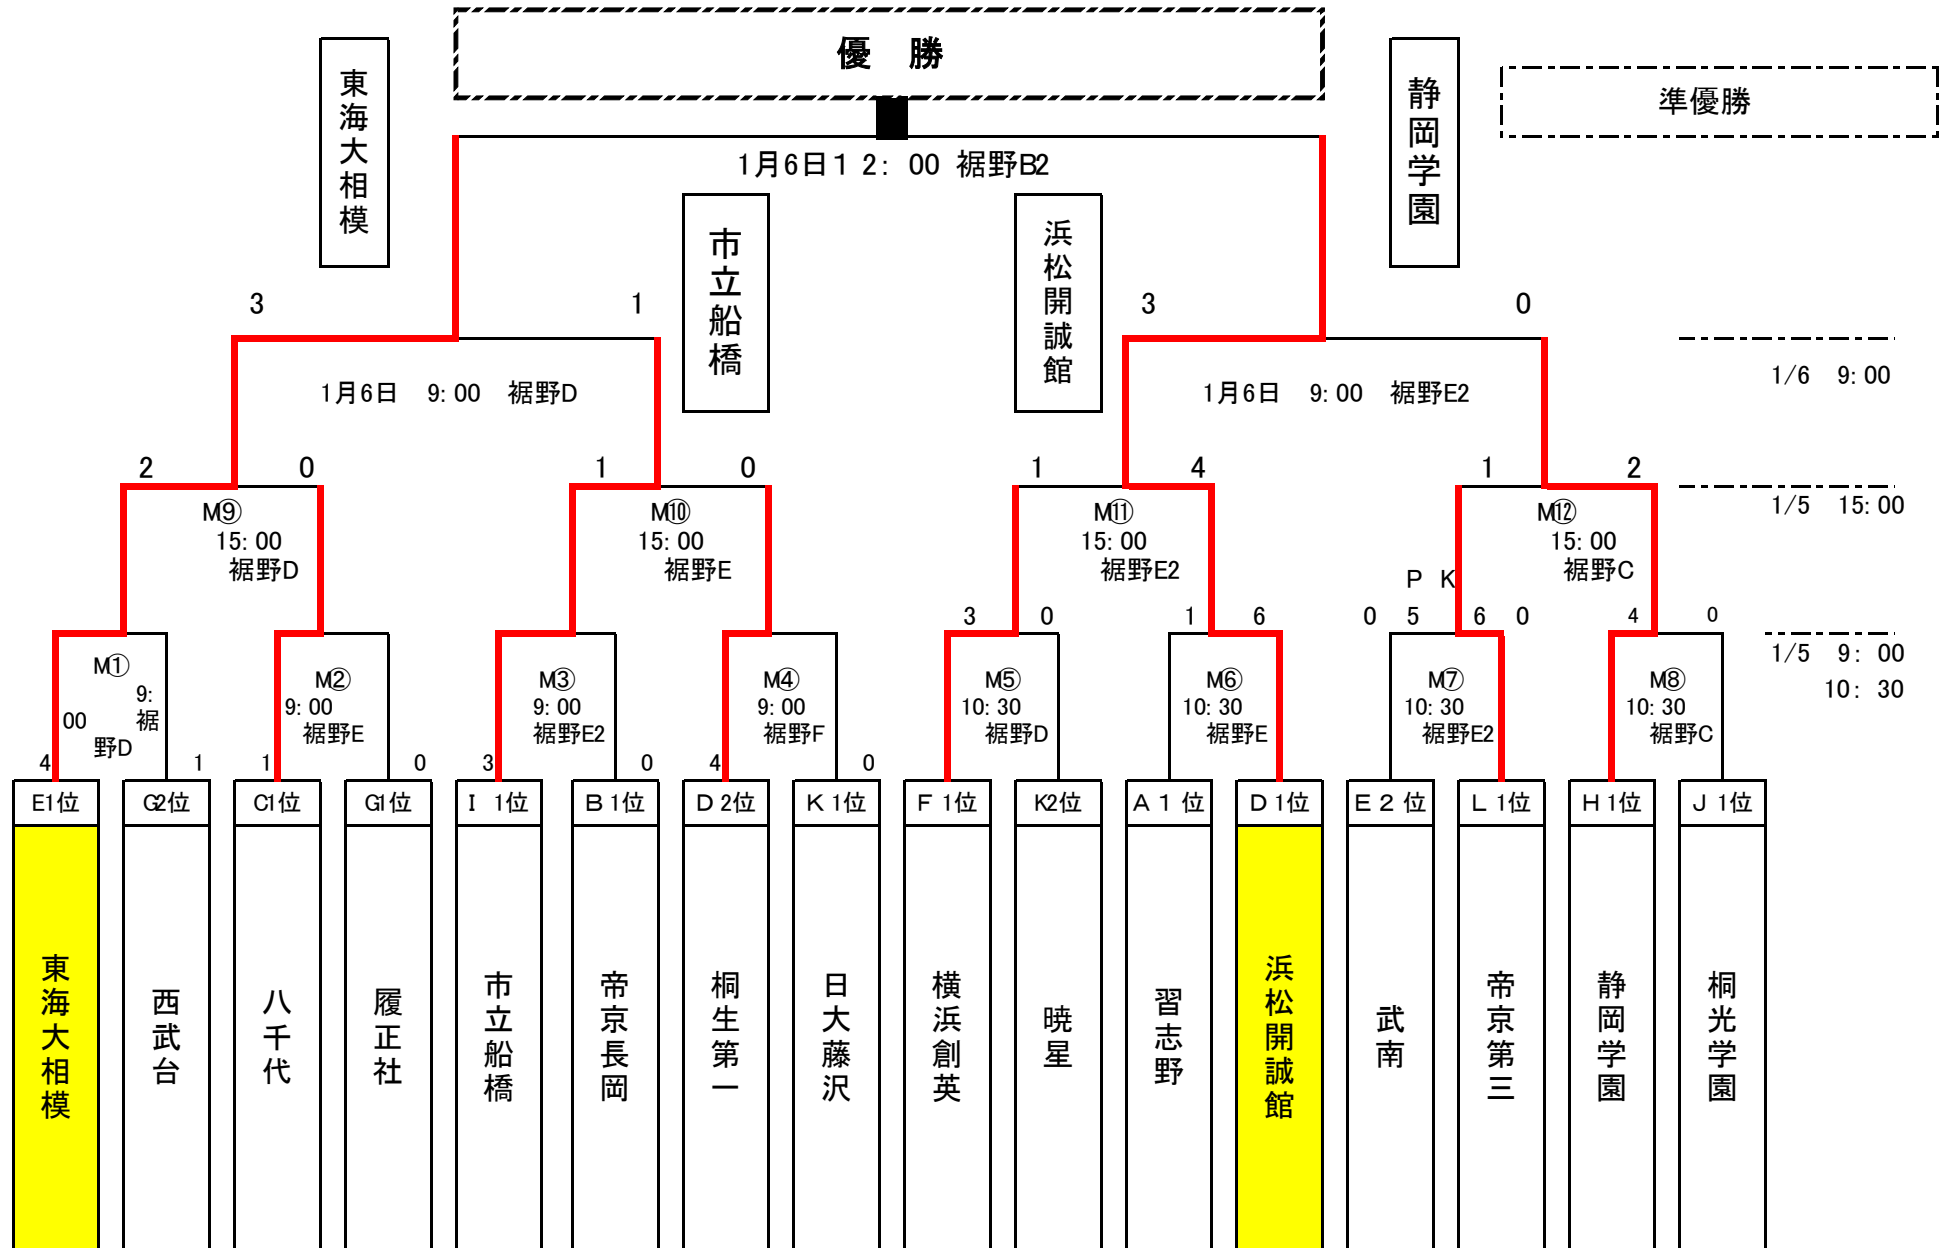 優 勝
準優勝
東海大相模
静岡学園
1月6日1 2: 00 裾野B2
市立船橋
浜松開誠館
3
1
3
0
1月6日 9:00 裾野D
1月6日 9:00 裾野E2
1/6 9:00
2
0
1
0
1
4
1
2
M⑨
15:00
裾野D
M⑩
15:00
裾野E
M⑪
15:00
裾野E2
M⑫
15:00
裾野C
1/5 15:00
P K
3
0
1
6
0
5
6
0
4
0
M①
9:
00 裾
野D
M②
9:00
裾野E
M③
9:00
裾野E2
M④
9:00
裾野F
M⑤
10:30
裾野D
M⑥
10:30
裾野E
M⑦
10:30
裾野E2
M⑧
10:30
裾野C
1/5 9: 00
10: 30
4
1
1
0
3
0
4
0
E1位
G2位
C1位
G1位
I 1位
B 1位
D 2位
K 1位
F 1位
K2位
A 1 位
D 1位
E 2 位
L 1位
H 1位
J 1位
東海大相模
西武台
八千代
履正社
市立船橋
帝京長岡
桐生第一
日大藤沢
横浜創英
暁星
習志野
浜松開誠館
武南
帝京第三
静岡学園
桐光学園